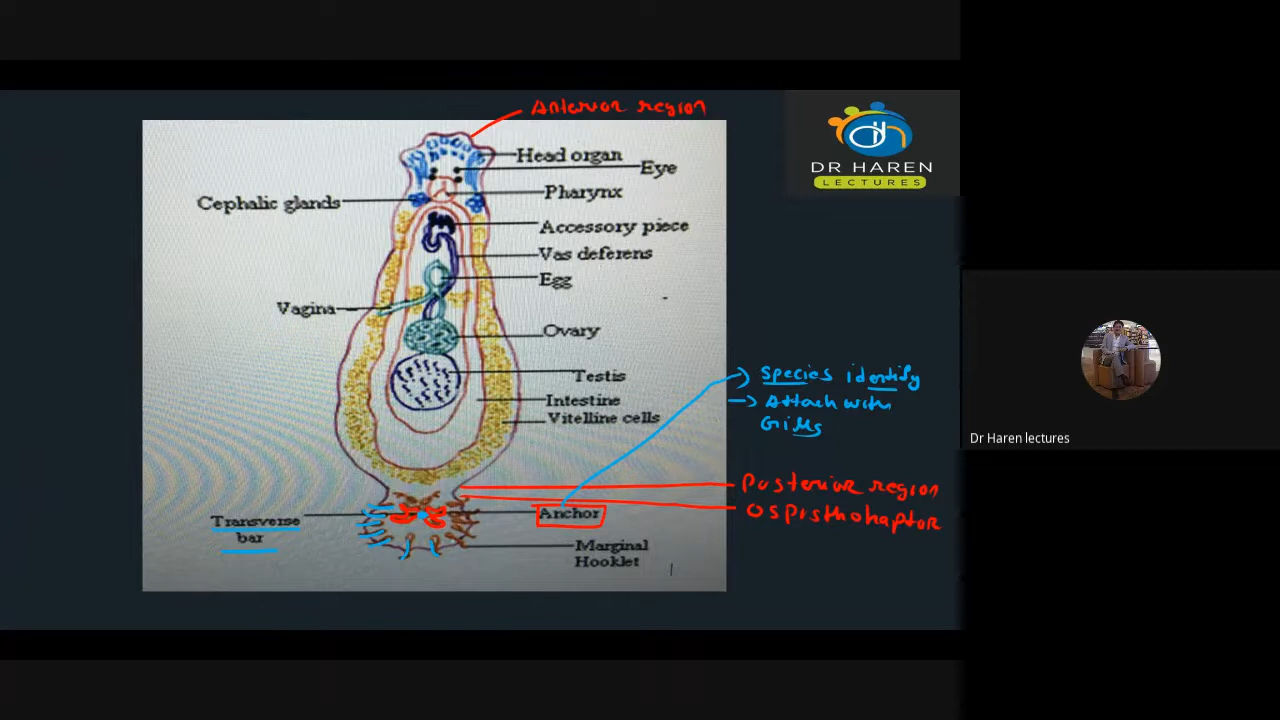 Anterior region
DR HAREN
LECTURES
Head organ
Eye
Pharynx
Cephalic glands
Accessory piece
Vas deferens
Egg
Vagina
Ovary
Species identify
Testis
Attach with
Gills
Intestine
Vitelline cells
Dr Haren lectures
Posterior region
Ospisthohaptor
Transverse
bar
Anchor
Marginal
Hooklet